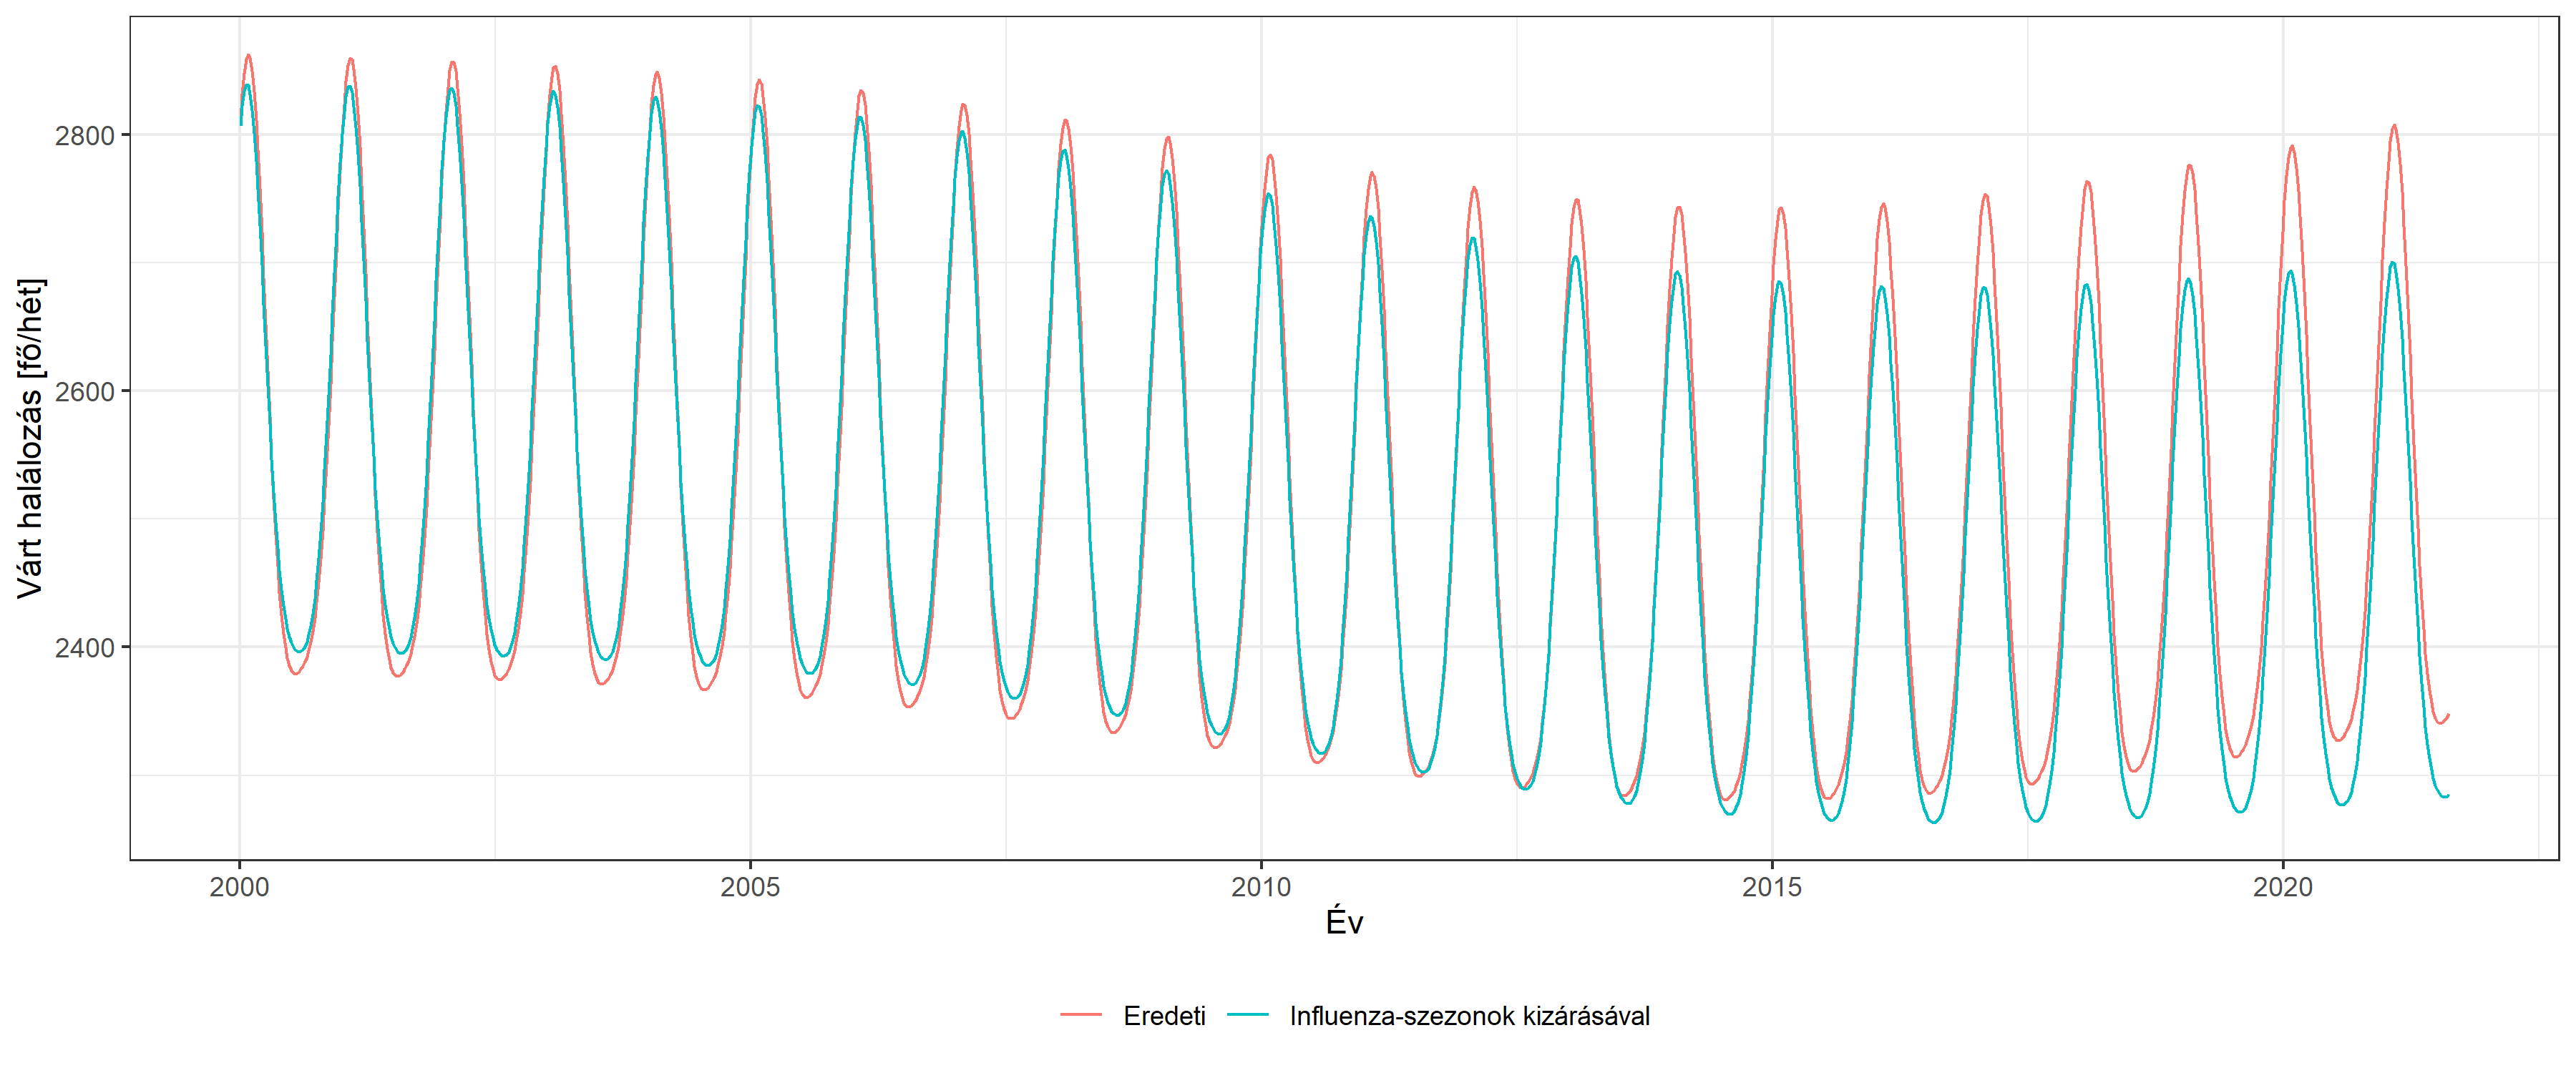 Várt halálozás [fő/hét]
2800
2600
2400
2000 2005 2010 2015 2020
Év
Eredeti Influenza-szezonok kizárásával